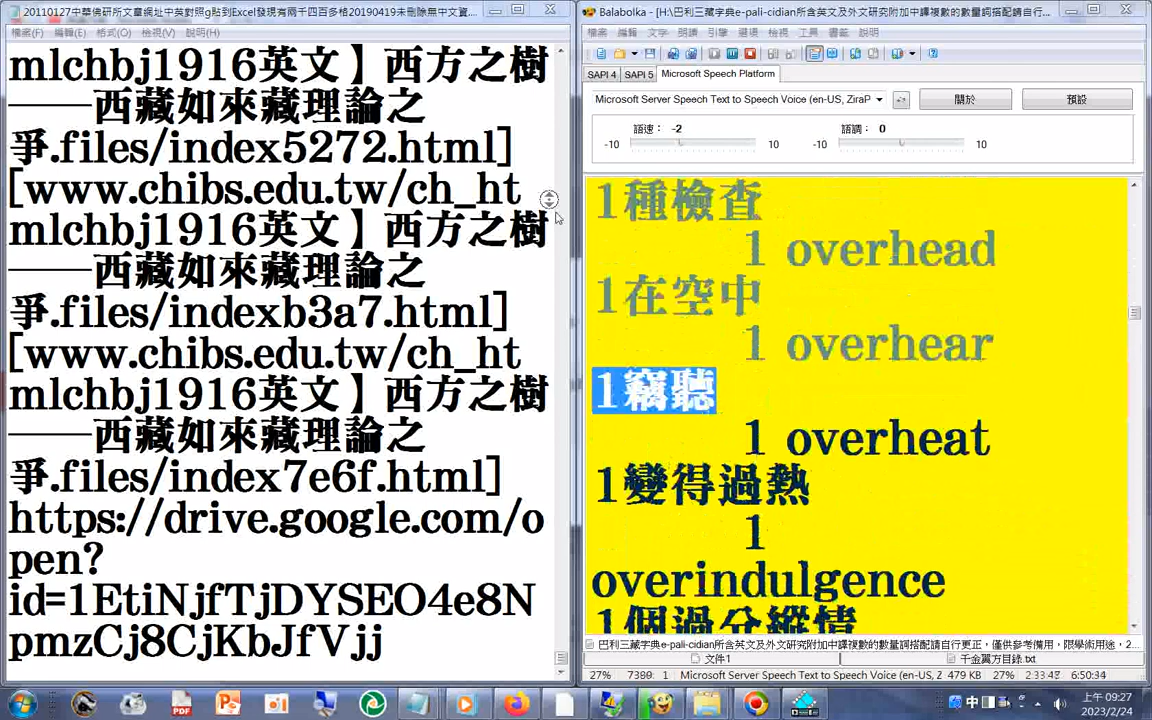 20110127中華佛研所文章網址中英對照g貼到Excel發現有兩千四百多格20190419未刪除無中文資...
檔案(F) 編輯(E) 格式(O) 檢視(V) 說明(H)
mlchbj1916英文】西方之樹
——西藏如來藏理論之
爭.files/index5272.html]
[www.chibs.edu.tw/ch_ht
mlchbj1916英文】西方之樹
——西藏如來藏理論之
爭.files/indexb3a7.html]
[www.chibs.edu.tw/ch_ht
mlchbj1916英文】西方之樹
——西藏如來藏理論之
爭.files/index7e6f.html]
https://drive.google.com/o
pen?
id=1EtiNjfTjDYSEO4e8N
pmzCj8CjKbJfVjj
Balabolka - [H:\巴利三藏字典e-pali-cidian所含英文及外文研究附加中譯複數的數量詞搭配請自行...
檔案 編輯 文字 朗讀 引擎 選項 檢視 工具 書籤 說明
SAPI 4 SAPI 5 Microsoft Speech Platform
Microsoft Server Speech Text to Speech Voice (en-US, ZiraP 關於 預設
語速： -2 語調： 0
-10 10 -10 10
1種檢查
1 overhead
1在空中
1 overhear
1竊聽
1 overheat
1變得過熱
1
overindulgence
1個過分縱情
巴利三藏字典e-pali-cidian所含英文及外文研究附加中譯複數的數量詞搭配請自行更正，僅供參考備用，限學術用途，2...
文件1 千金翼方目錄.txt
27% 7389: 1 Microsoft Server Speech Text to Speech Voice (en-US, Z 479 KB 27% 2:33:48 6:50:34
中
上午 09:27
2023/2/24